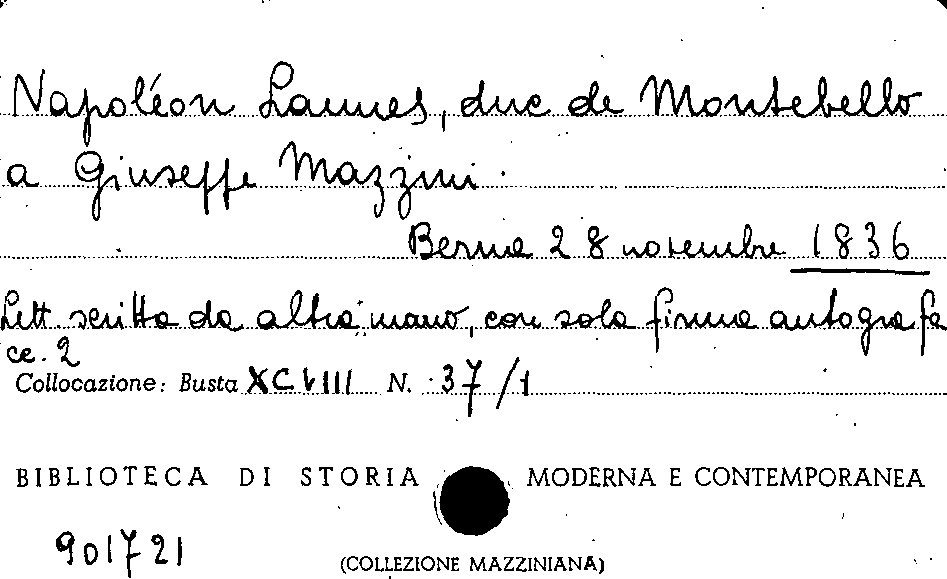 Napoléon Lannes, duc de Montebello
a Giuseppe Mazzini.
Berna 28 novembre 1836
Lett. scritta da altra mano, con sola firma autografa
cc. 2
Collocazione: Busta XCVIII N. 37/1
BIBLIOTECA DI STORIA MODERNA E CONTEMPORANEA
901721
(COLLEZIONE MAZZINIANA)